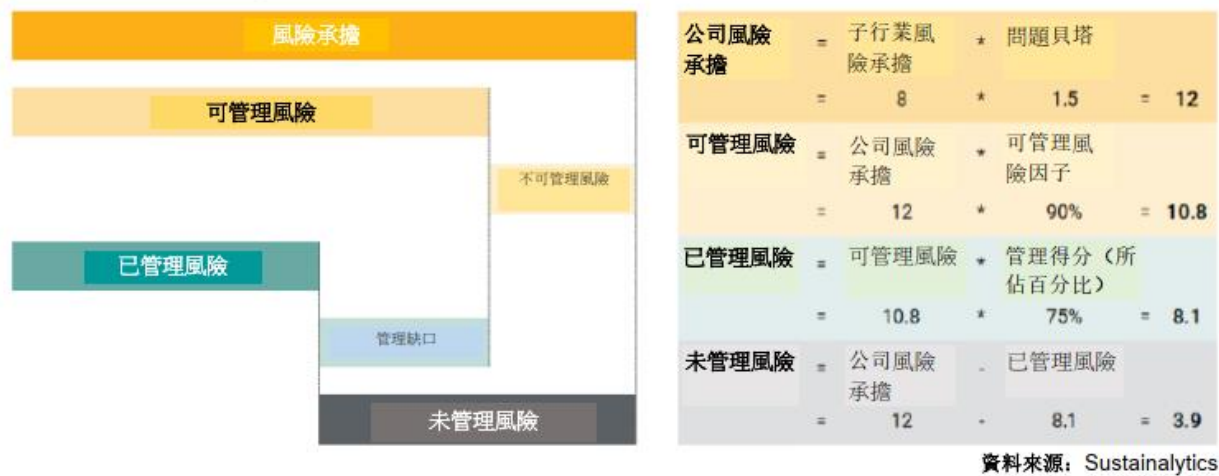 風險承擔
可管理風險
不可管理風險
已管理風險
管理缺口
未管理風險
公司風險 = 子行業風 * 問題貝塔
承擔 險承擔
= 8 * 1.5 = 12
可管理風險 = 公司風險 * 可管理風
承擔 險因子
= 12 * 90% = 10.8
已管理風險 = 可管理風險 * 管理得分（所
佔百分比）
= 10.8 * 75% = 8.1
未管理風險 = 公司風險 - 已管理風險
承擔
= 12 - 8.1 = 3.9
資料來源：Sustainalytics